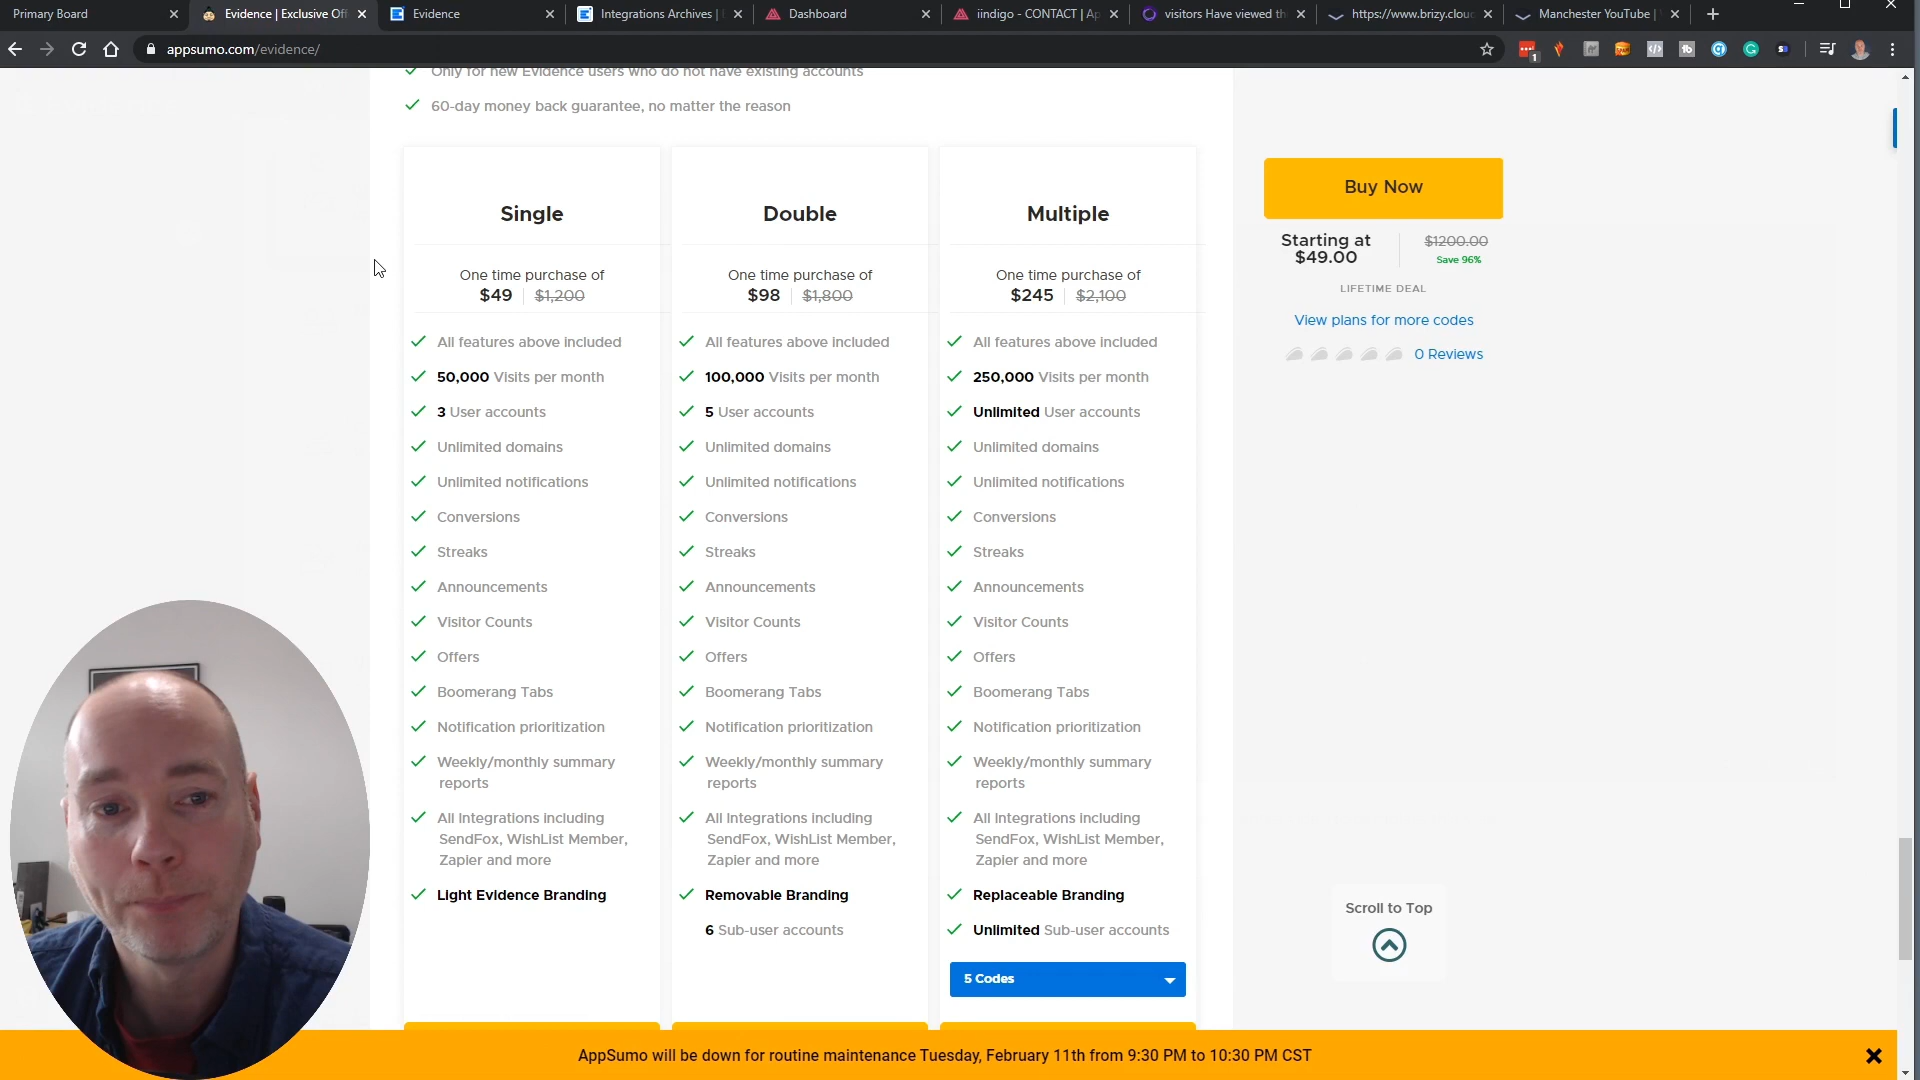 Primary Board
Evidence | Exclusive Off
Evidence
Integrations Archives |
Dashboard
iindigo - CONTACT | Ap
visitors Have viewed th
https://www.brizy.cloud
Manchester YouTube |
appsumo.com/evidence/
Only for new Evidence users who do not have existing accounts
60-day money back guarantee, no matter the reason
Single
One time purchase of
$49 $1,200
All features above included
50,000 Visits per month
3 User accounts
Unlimited domains
Unlimited notifications
Conversions
Streaks
Announcements
Visitor Counts
Offers
Boomerang Tabs
Notification prioritization
Weekly/monthly summary
reports
All Integrations including
SendFox, WishList Member,
Zapier and more
Light Evidence Branding
Double
One time purchase of
$98 $1,800
All features above included
100,000 Visits per month
5 User accounts
Unlimited domains
Unlimited notifications
Conversions
Streaks
Announcements
Visitor Counts
Offers
Boomerang Tabs
Notification prioritization
Weekly/monthly summary
reports
All Integrations including
SendFox, WishList Member,
Zapier and more
Removable Branding
6 Sub-user accounts
Multiple
One time purchase of
$245 $2,100
All features above included
250,000 Visits per month
Unlimited User accounts
Unlimited domains
Unlimited notifications
Conversions
Streaks
Announcements
Visitor Counts
Offers
Boomerang Tabs
Notification prioritization
Weekly/monthly summary
reports
All Integrations including
SendFox, WishList Member,
Zapier and more
Replaceable Branding
Unlimited Sub-user accounts
5 Codes
Buy Now
Starting at
$49.00
$1200.00
Save 96%
LIFETIME DEAL
View plans for more codes
0 Reviews
Scroll to Top
AppSumo will be down for routine maintenance Tuesday, February 11th from 9:30 PM to 10:30 PM CST